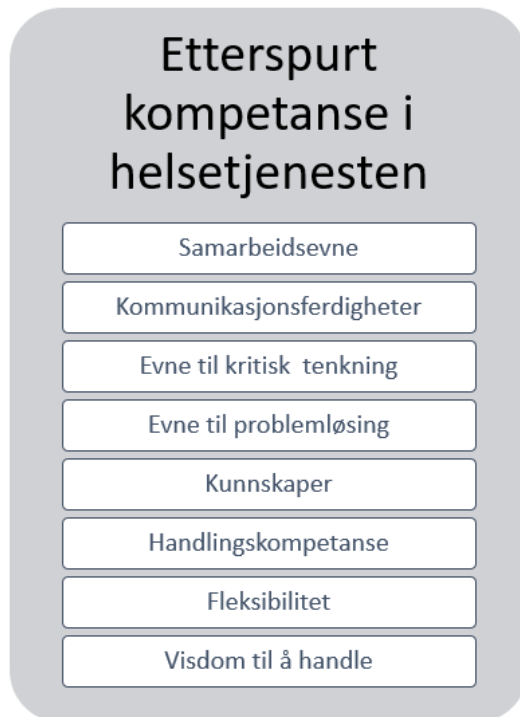 Etterspurt
kompetanse i
helsetjenesten
Samarbeidsevne
Kommunikasjonsferdigheter
Evne til kritisk  tenkning
Evne til problemløsing
Kunnskaper
Handlingskompetanse
Fleksibilitet
Visdom til å handle